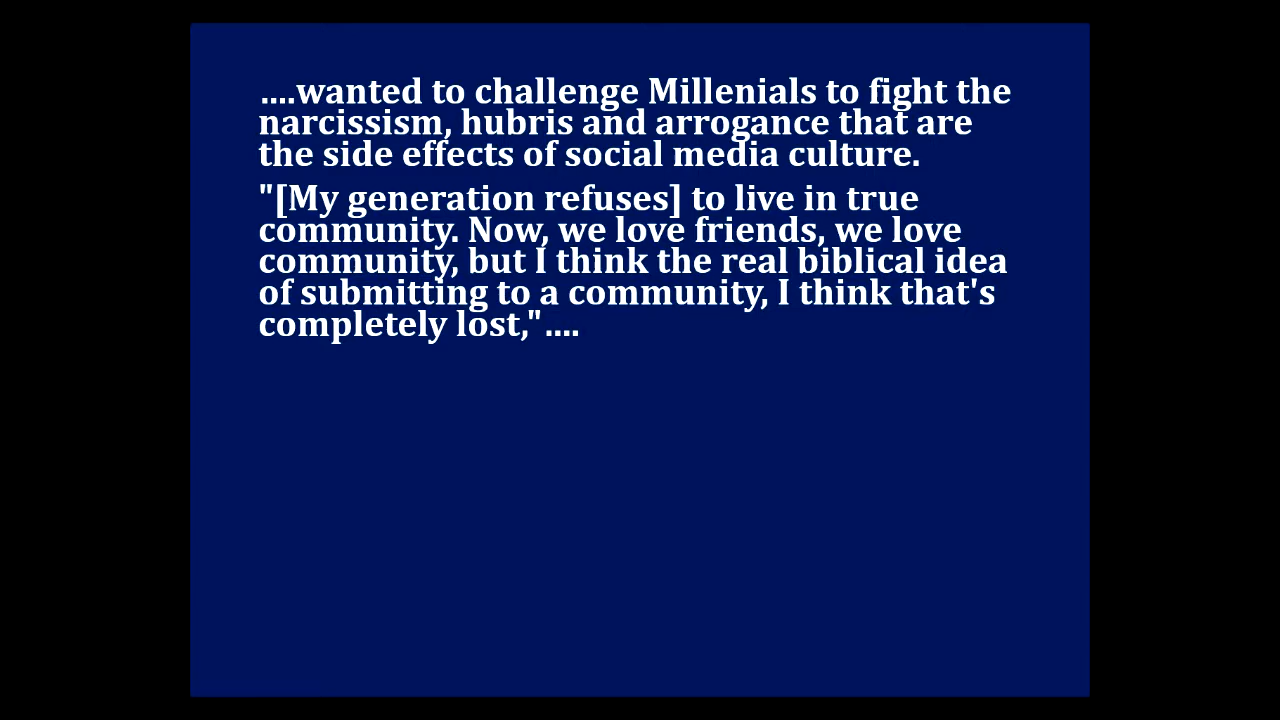 ....wanted to challenge Millenials to fight the
narcissism, hubris and arrogance that are
the side effects of social media culture.
"[My generation refuses] to live in true
community. Now, we love friends, we love
community, but I think the real biblical idea
of submitting to a community, I think that's
completely lost,"....